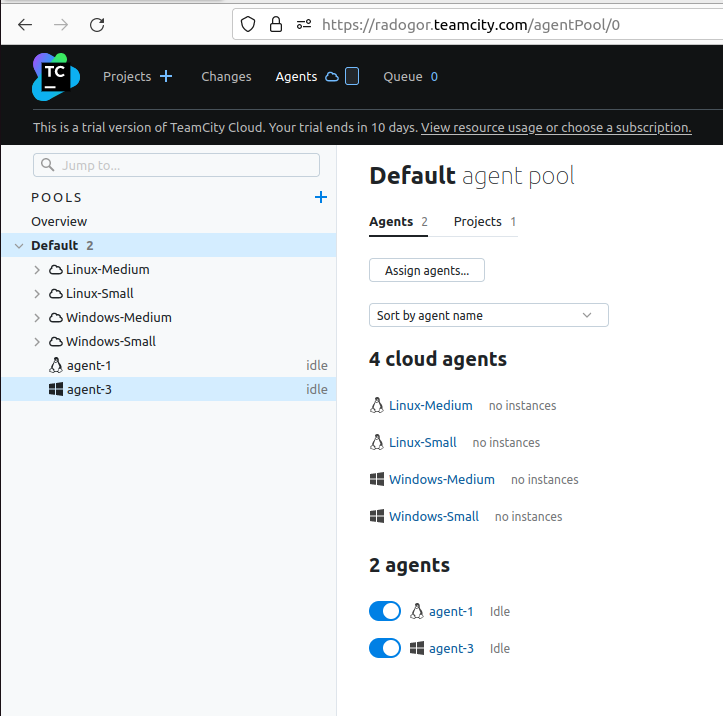 https://radogor.teamcity.com/agentPool/0
TC
Projects Changes Agents Queue 0
This is a trial version of TeamCity Cloud. Your trial ends in 10 days. View resource usage or choose a subscription.
Jump to...
POOLS
Overview
Default 2
Linux-Medium
Linux-Small
Windows-Medium
Windows-Small
agent-1 idle
agent-3 idle
Default agent pool
Agents 2 Projects 1
Assign agents...
Sort by agent name
4 cloud agents
Linux-Medium no instances
Linux-Small no instances
Windows-Medium no instances
Windows-Small no instances
2 agents
agent-1 Idle
agent-3 Idle